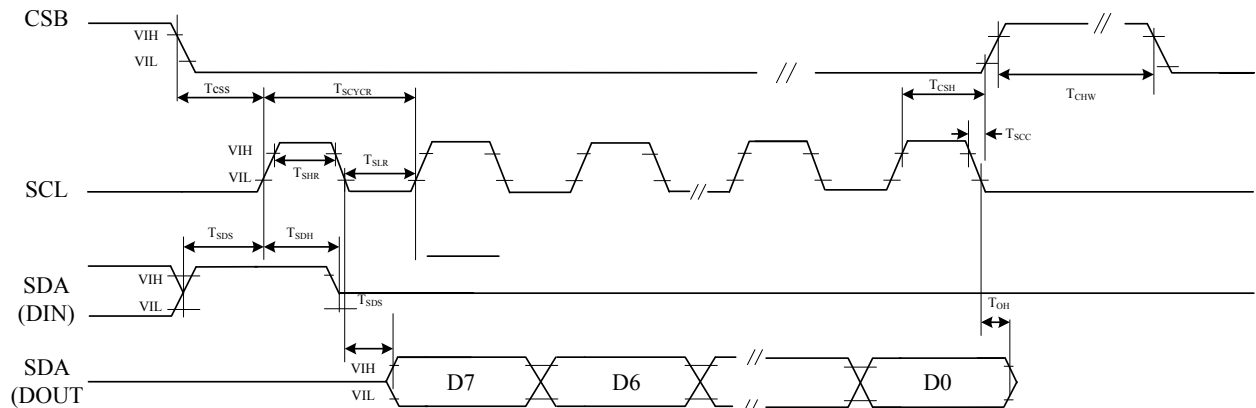 CSB
VIH
VIL
Tcss
TSCYCR
TCSH
TCHW
TSCC
SCL
VIH
VIL
TSHR
TSLR
TSDS
TSDH
SDA
(DIN)
VIH
VIL
TSDS
TOH
SDA
(DOUT
VIH
VIL
D7
D6
D0